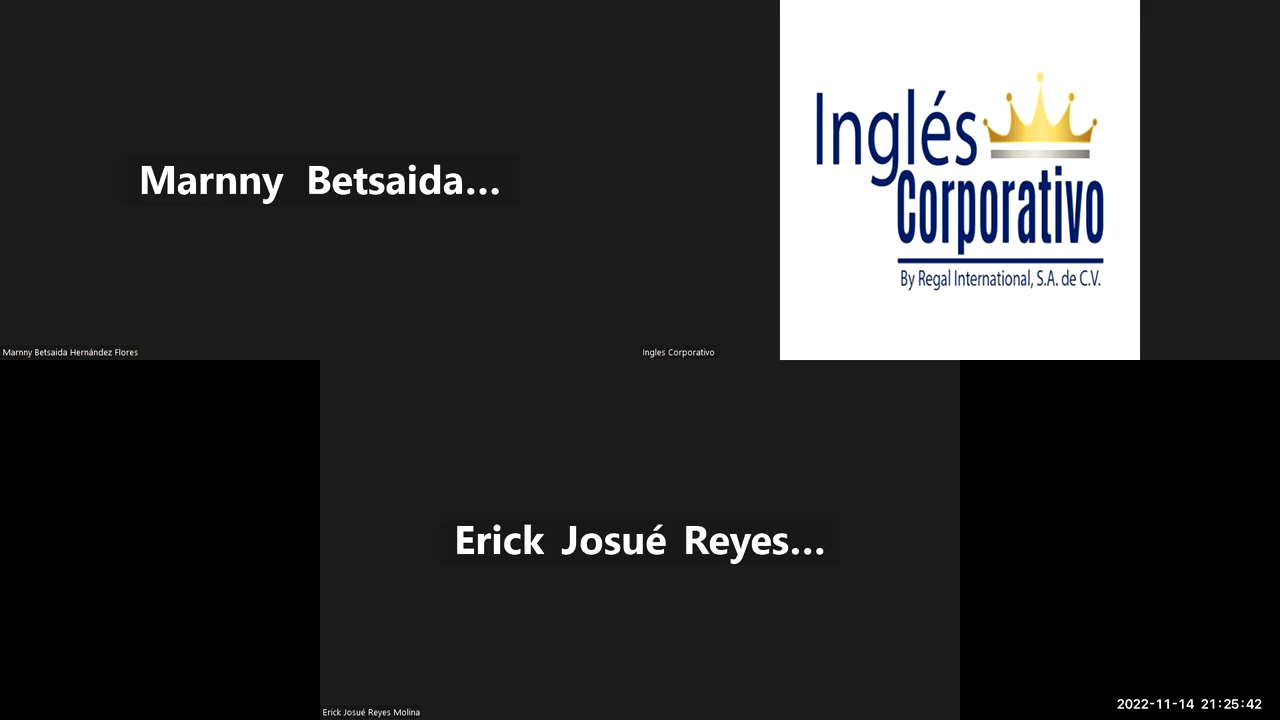 Marnny Betsaida...
Marnny Betsaida Hernández Flores
Inglés
Corporativo
By Regal International, S.A. de C.V.
Ingles Corporativo
Erick Josué Reyes...
Erick Josué Reyes Molina
2022-11-14 21:25:42